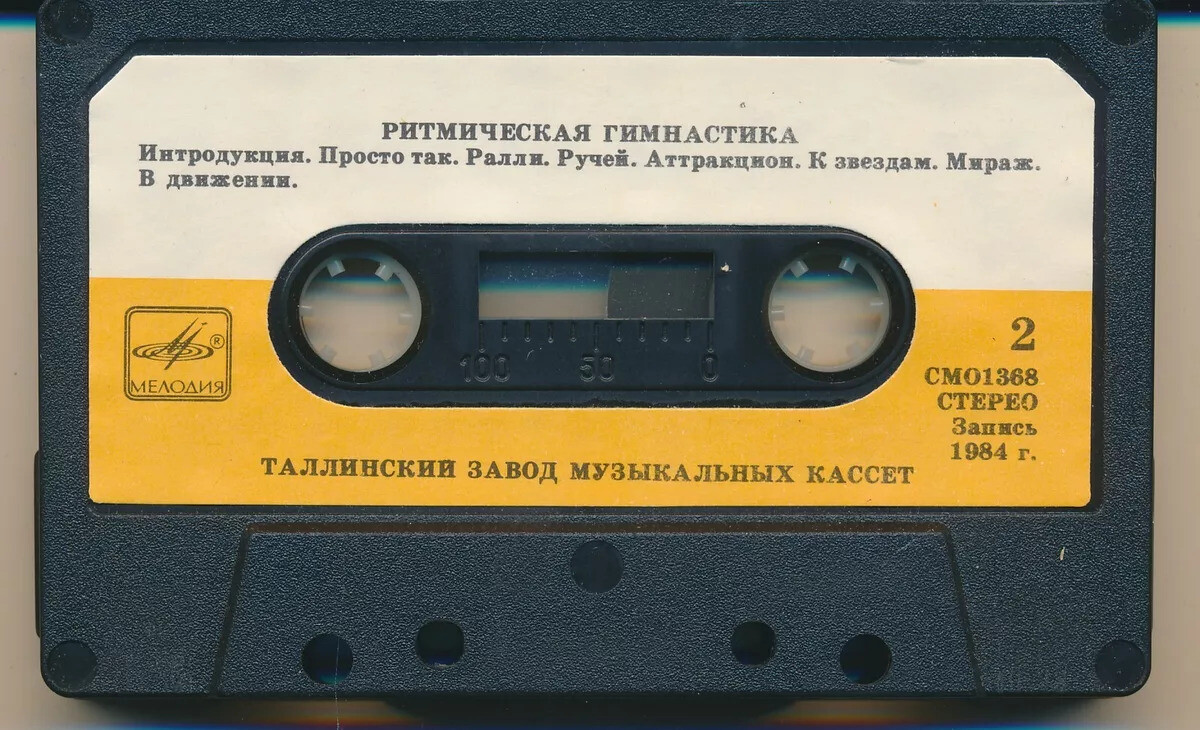 РИТМИЧЕСКАЯ ГИМНАСТИКА
Интродукция. Просто так. Ралли. Ручей. Аттракцион. К звездам. Мираж.
В движении.
МЕЛОДИЯ ®
100 50 0
2
СМО1368
СТЕРЕО
Запись
1984 г.
ТАЛЛИНСКИЙ ЗАВОД МУЗЫКАЛЬНЫХ КАССЕТ